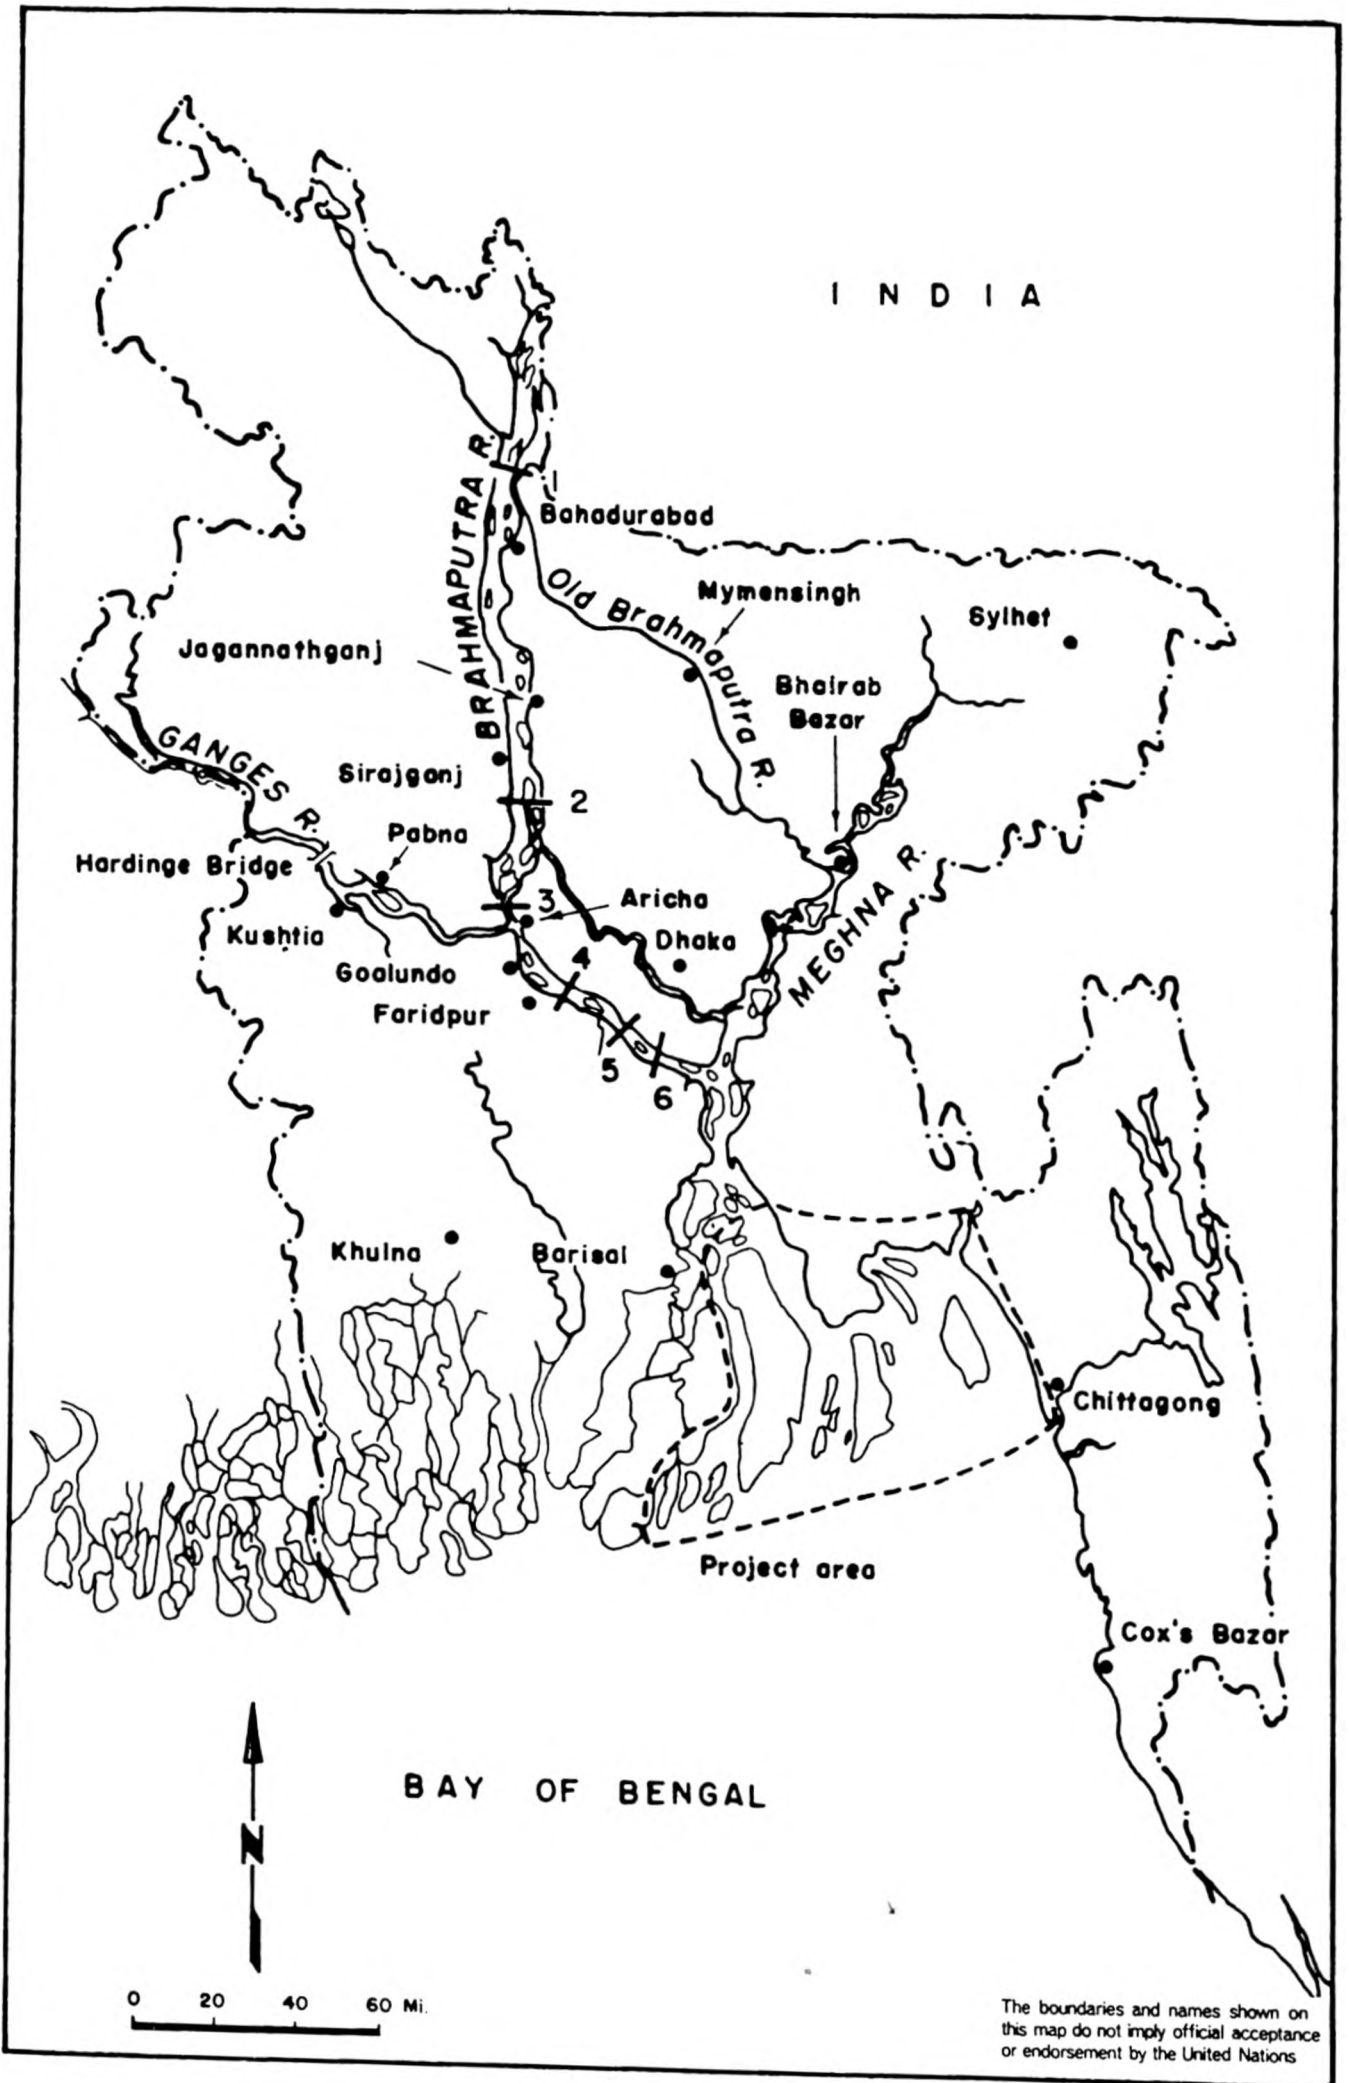 INDIA
BRAHMAPUTRA R.
1
Bahadurabad
Old Brahmaputra R.
Mymensingh
Sylhet
Jagannathganj
Bhairab
Bazar
GANGES R.
Sirajganj
2
Pabna
Hardinge Bridge
3
Aricha
MEGHNA R.
Kushtia
Dhaka
4
Goalundo
Faridpur
5
6
Khulna
Barisal
Chittagong
Project area
Cox's Bazar
BAY OF BENGAL
N
0 20 40 60 Mi.
The boundaries and names shown on
this map do not imply official acceptance
or endorsement by the United Nations